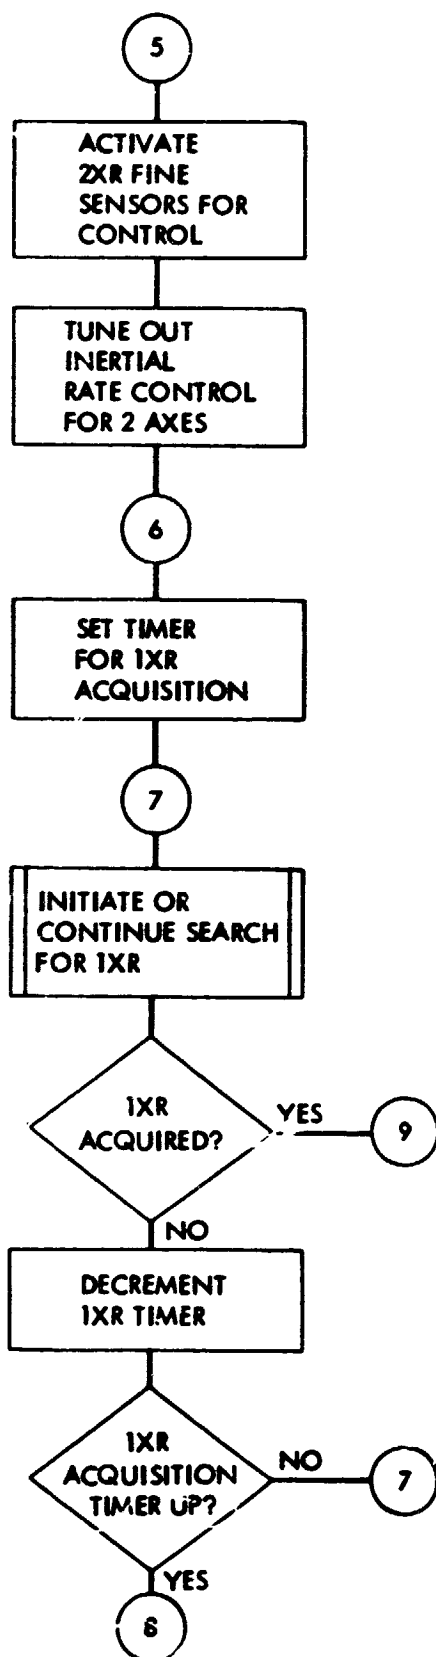 5
ACTIVATE
2XR FINE
SENSORS FOR
CONTROL
TUNE OUT
INERTIAL
RATE CONTROL
FOR 2 AXES
6
SET TIMER
FOR 1XR
ACQUISITION
7
INITIATE OR
CONTINUE SEARCH
FOR 1XR
1XR
ACQUIRED?
YES
9
NO
DECREMENT
1XR TIMER
1XR
ACQUISITION
TIMER UP?
NO
7
YES
8